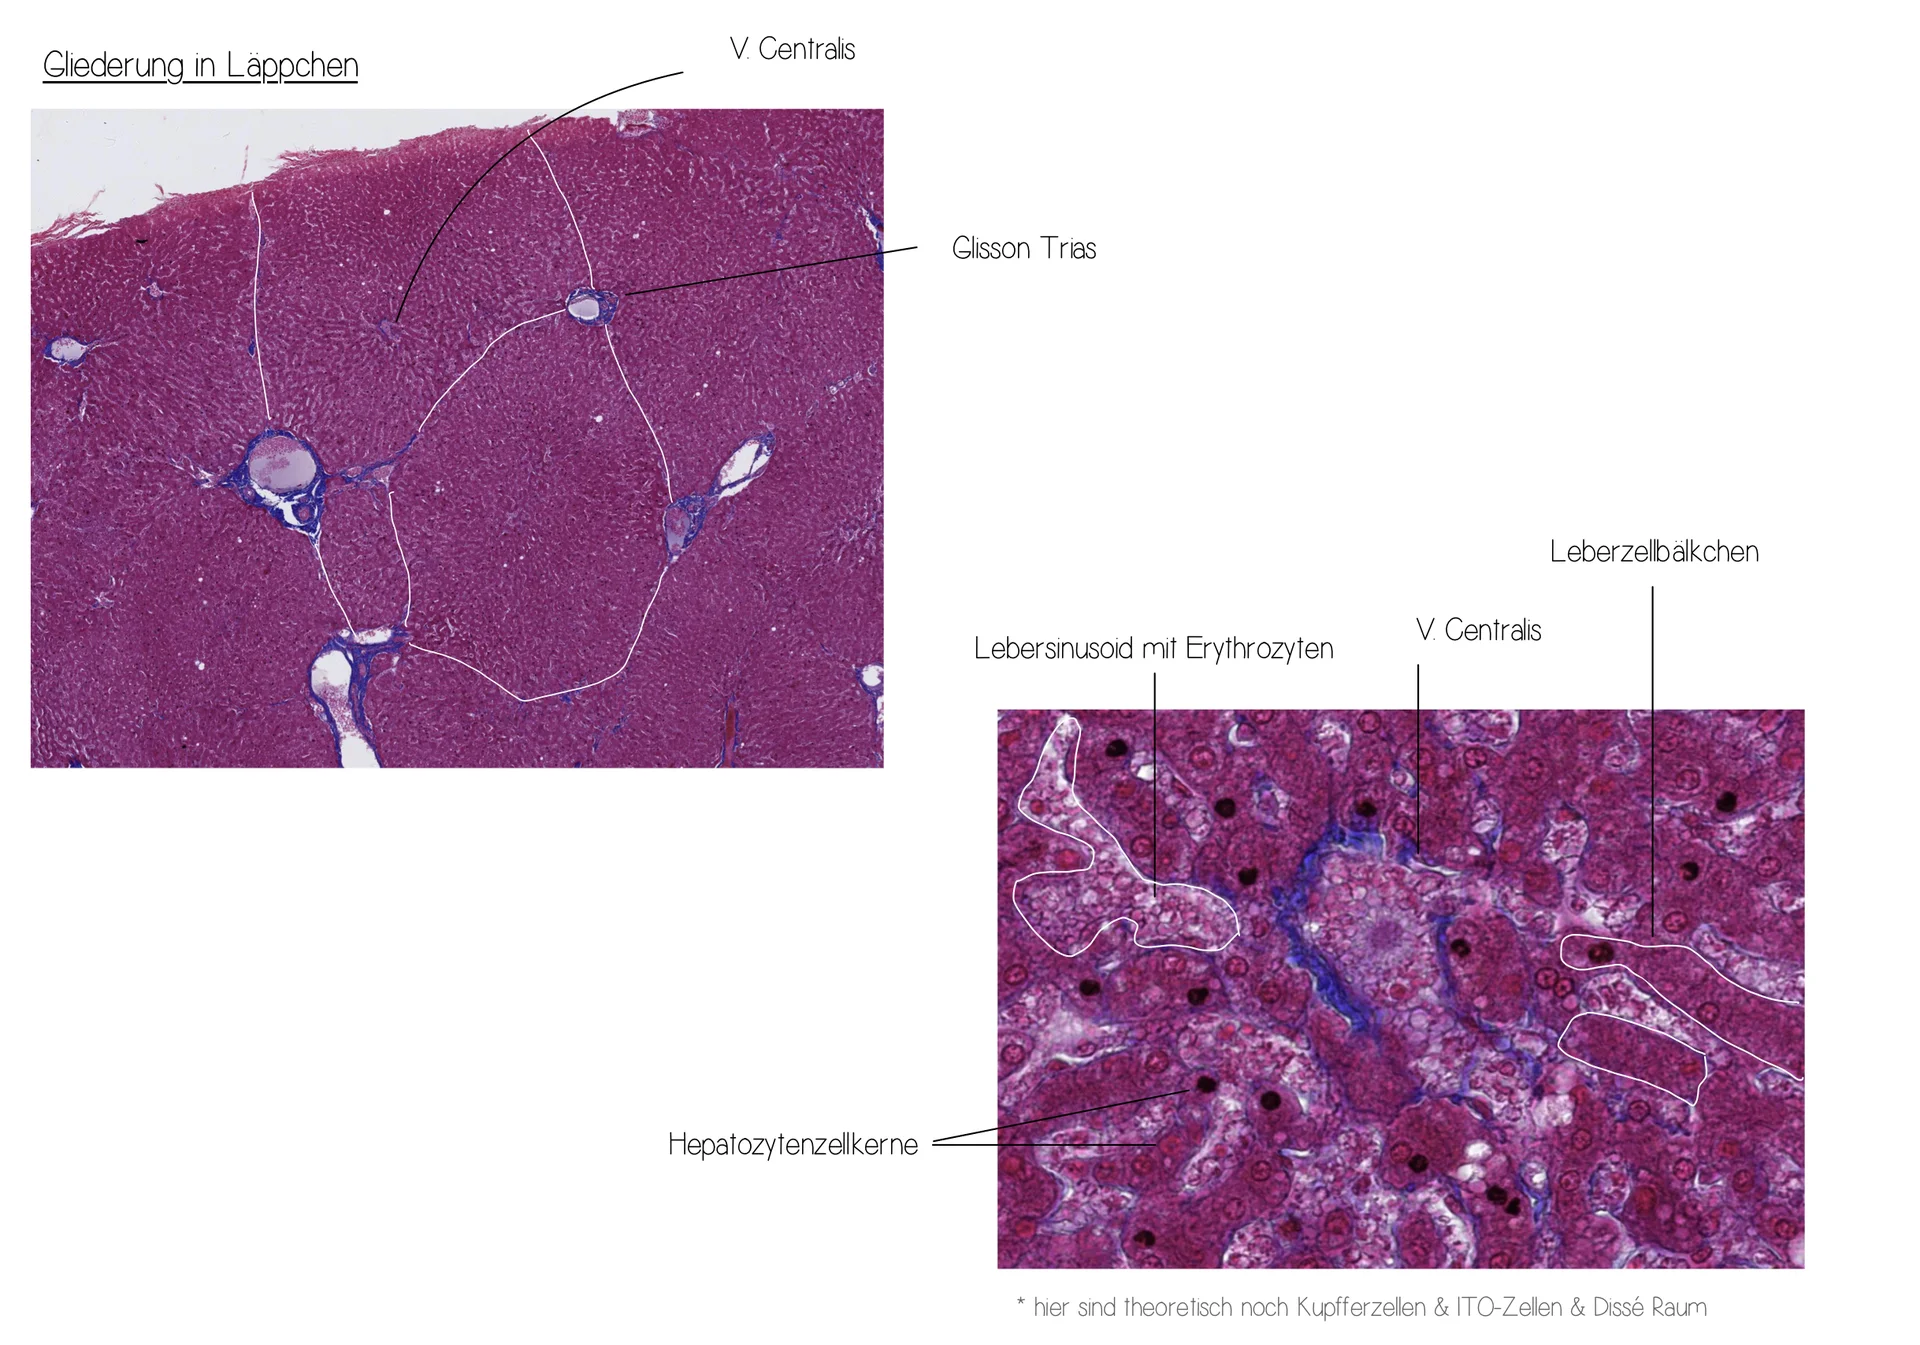 Gliederung in Läppchen
V. Centralis
Glisson Trias
Leberzellbälkchen
V. Centralis
Lebersinusoid mit Erythrozyten
Hepatozytenzellkerne
* hier sind theoretisch noch Kupfferzellen & ITO-Zellen & Dissé Raum